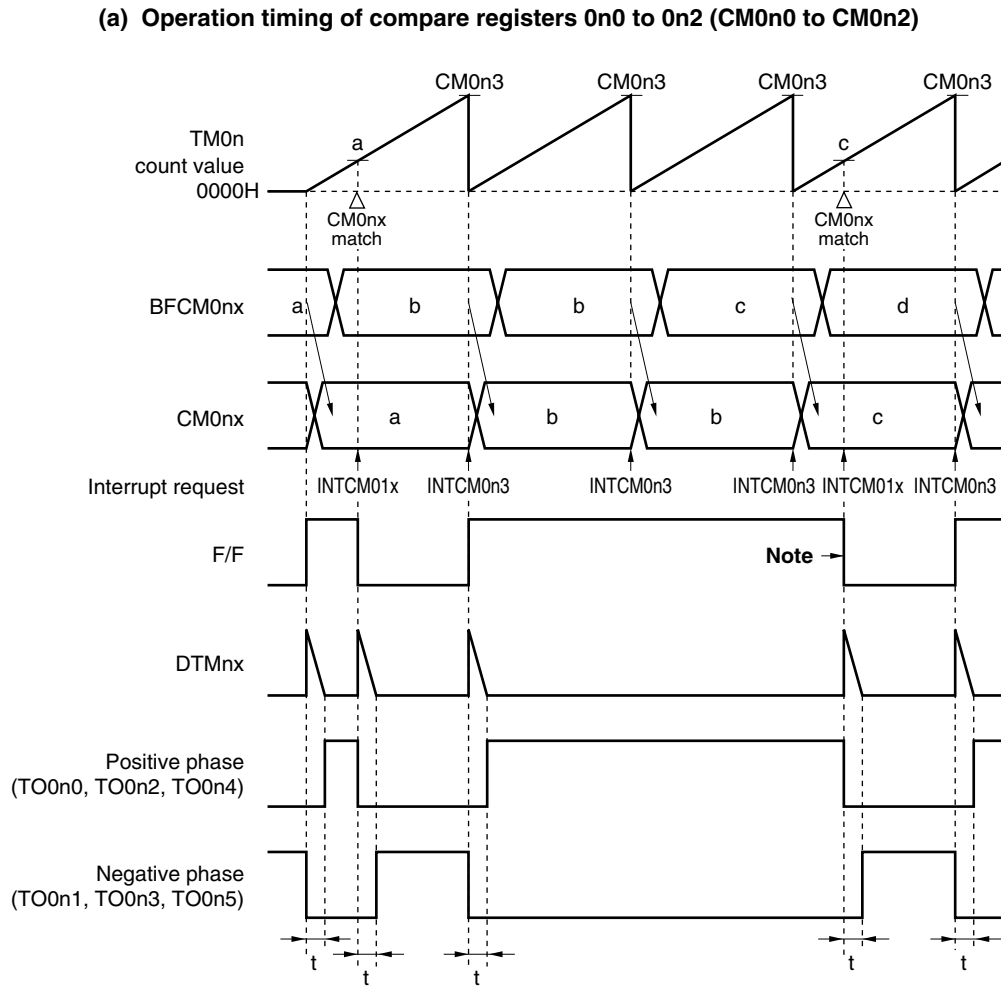 (a) Operation timing of compare registers 0n0 to 0n2 (CM0n0 to CM0n2)
CM0n3 CM0n3 CM0n3 CM0n3
TM0n
count value
0000H
a c
CM0nx
match
CM0nx
match
BFCM0nx a b b c d
CM0nx a b b c
Interrupt request INTCM01x INTCM0n3 INTCM0n3 INTCM0n3 INTCM01x INTCM0n3
F/F Note
DTMnx
Positive phase
(TO0n0, TO0n2, TO0n4)
Negative phase
(TO0n1, TO0n3, TO0n5)
t t t t t